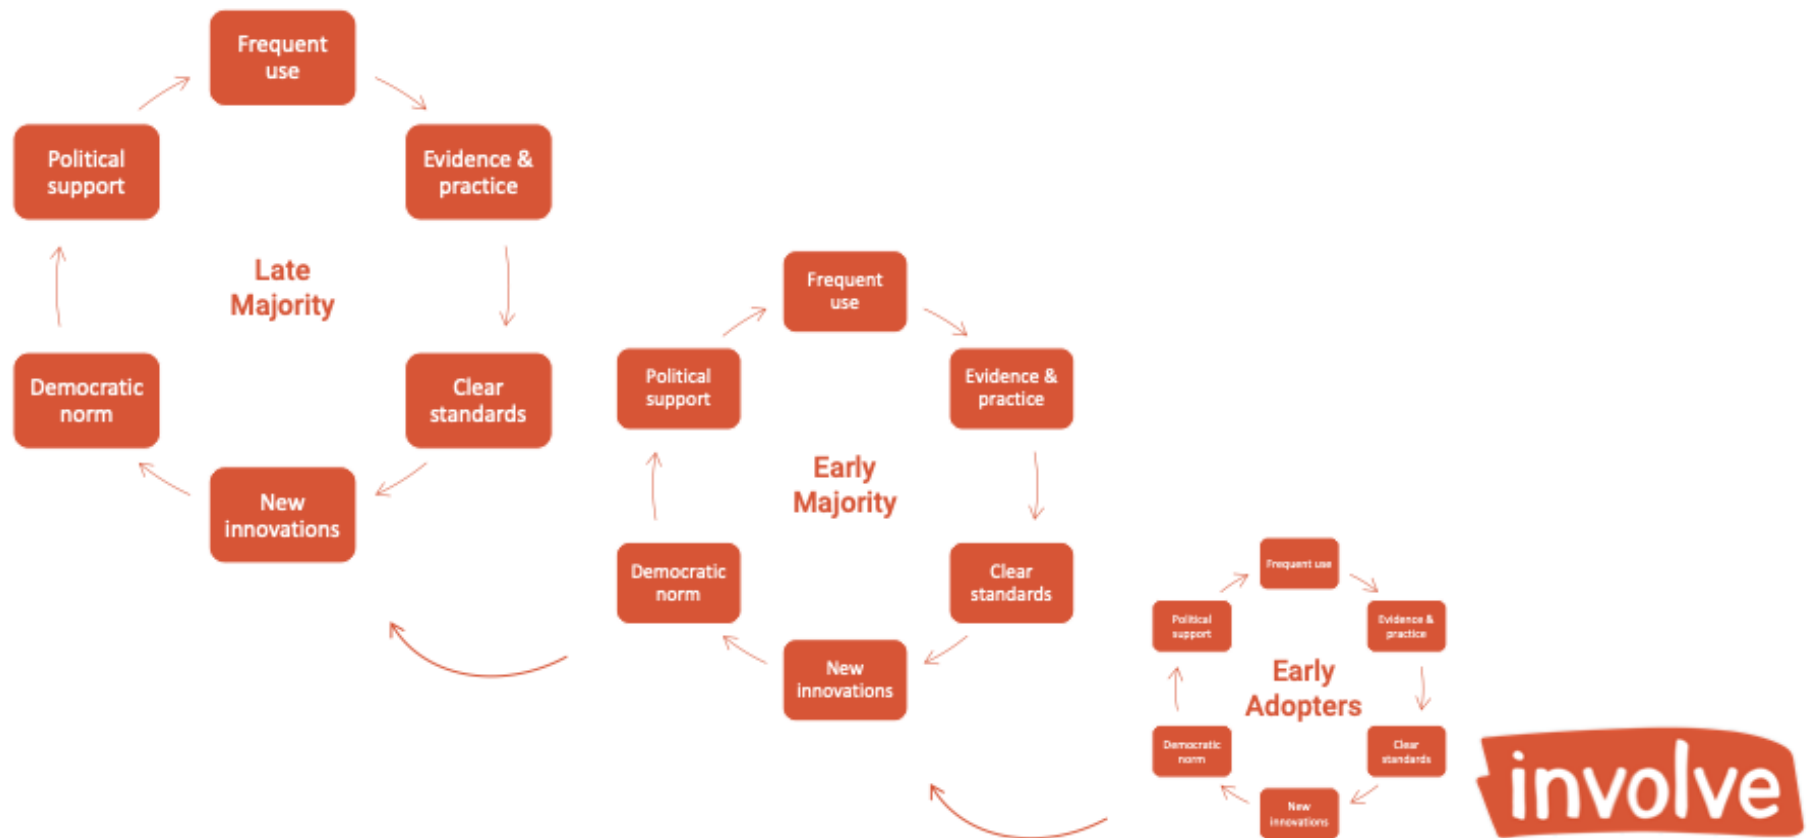 Frequent
use
Evidence &
practice
Clear
standards
New
innovations
Democratic
norm
Political
support
Late
Majority
Frequent
use
Evidence &
practice
Clear
standards
New
innovations
Democratic
norm
Political
support
Early
Majority
Frequent use
Evidence &
practice
Clear
standards
New
innovations
Democratic
norm
Political
support
Early
Adopters
involve